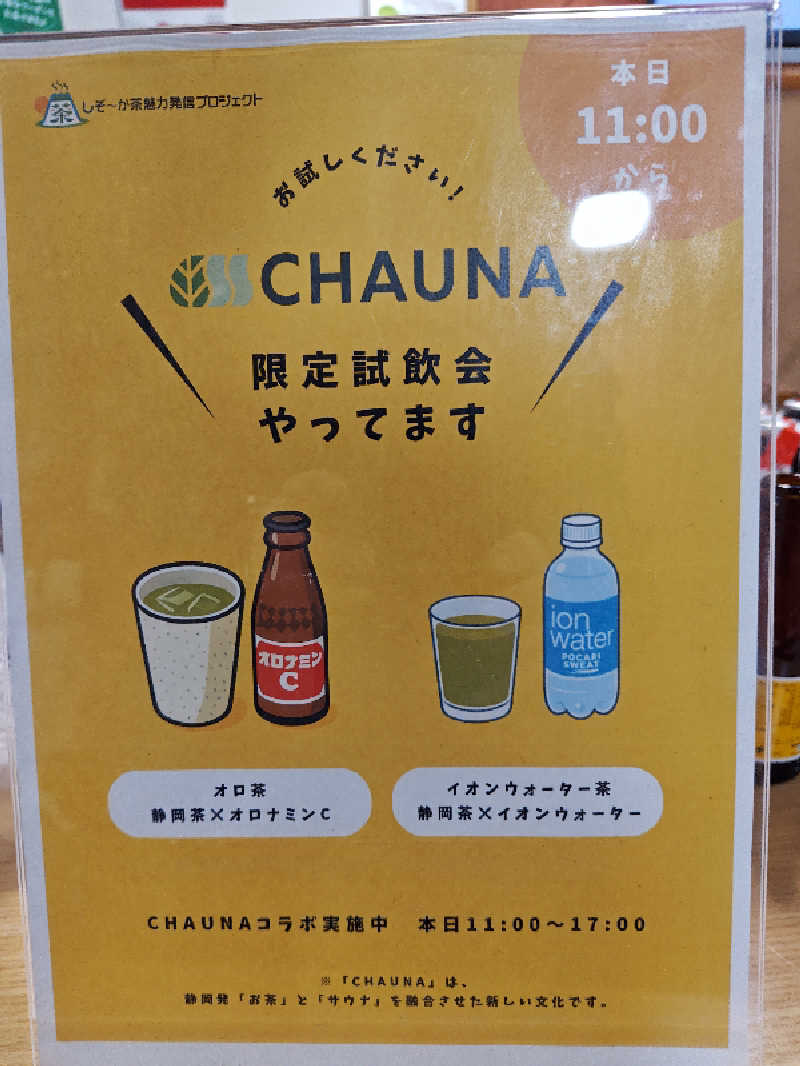 茶
しぞ～か茶魅力発信プロジェクト
本日
11:00
から
お試しください!
CHAUNA
限定試飲会
やってます
オロナミン
C
ion
water
POCARI
SWEAT
オロ茶
静岡茶×オロナミンC
イオンウォーター茶
静岡茶×イオンウォーター
CHAUNAコラボ実施中　本日11:00～17:00
※「CHAUNA」は、
静岡発「お茶」と「サウナ」を融合させた新しい文化です。